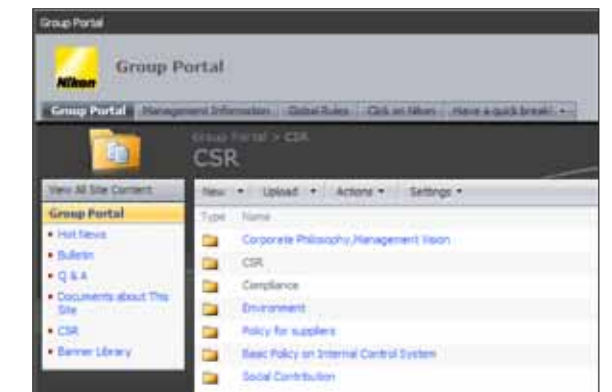 Group Portal
Nikon
Group Portal
Group Portal Management Information Global Rules Click on Nikon Have a quick break!
Group Portal > CSR
CSR
View All Site Content
New Upload Actions Settings
Group Portal
Type Name
Hot News
Corporate Philosophy,Management Vision
Bulletin
CSR
Q & A
Compliance
Documents about This Site
Environment
CSR
Policy for suppliers
Banner Library
Basic Policy on Internal Control System
Social Contribution